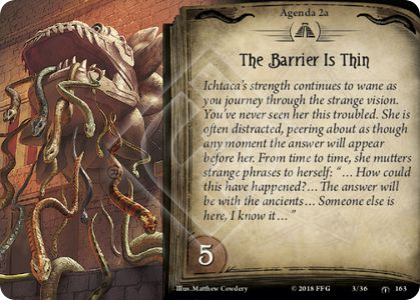 Agenda 2a
The Barrier Is Thin
Ichtaca's strength continues to wane as
you journey through the strange vision.
You've never seen her this troubled. She is
often distracted, peering about as though
any moment the answer will appear
before her. From time to time, she mutters
strange phrases to herself: “… How could
this have happened?… The answer will
be with the ancients… Someone else is
here, I know it… ”
5
Illus. Matthew Cowdery
© 2018 FFG
3/36
163